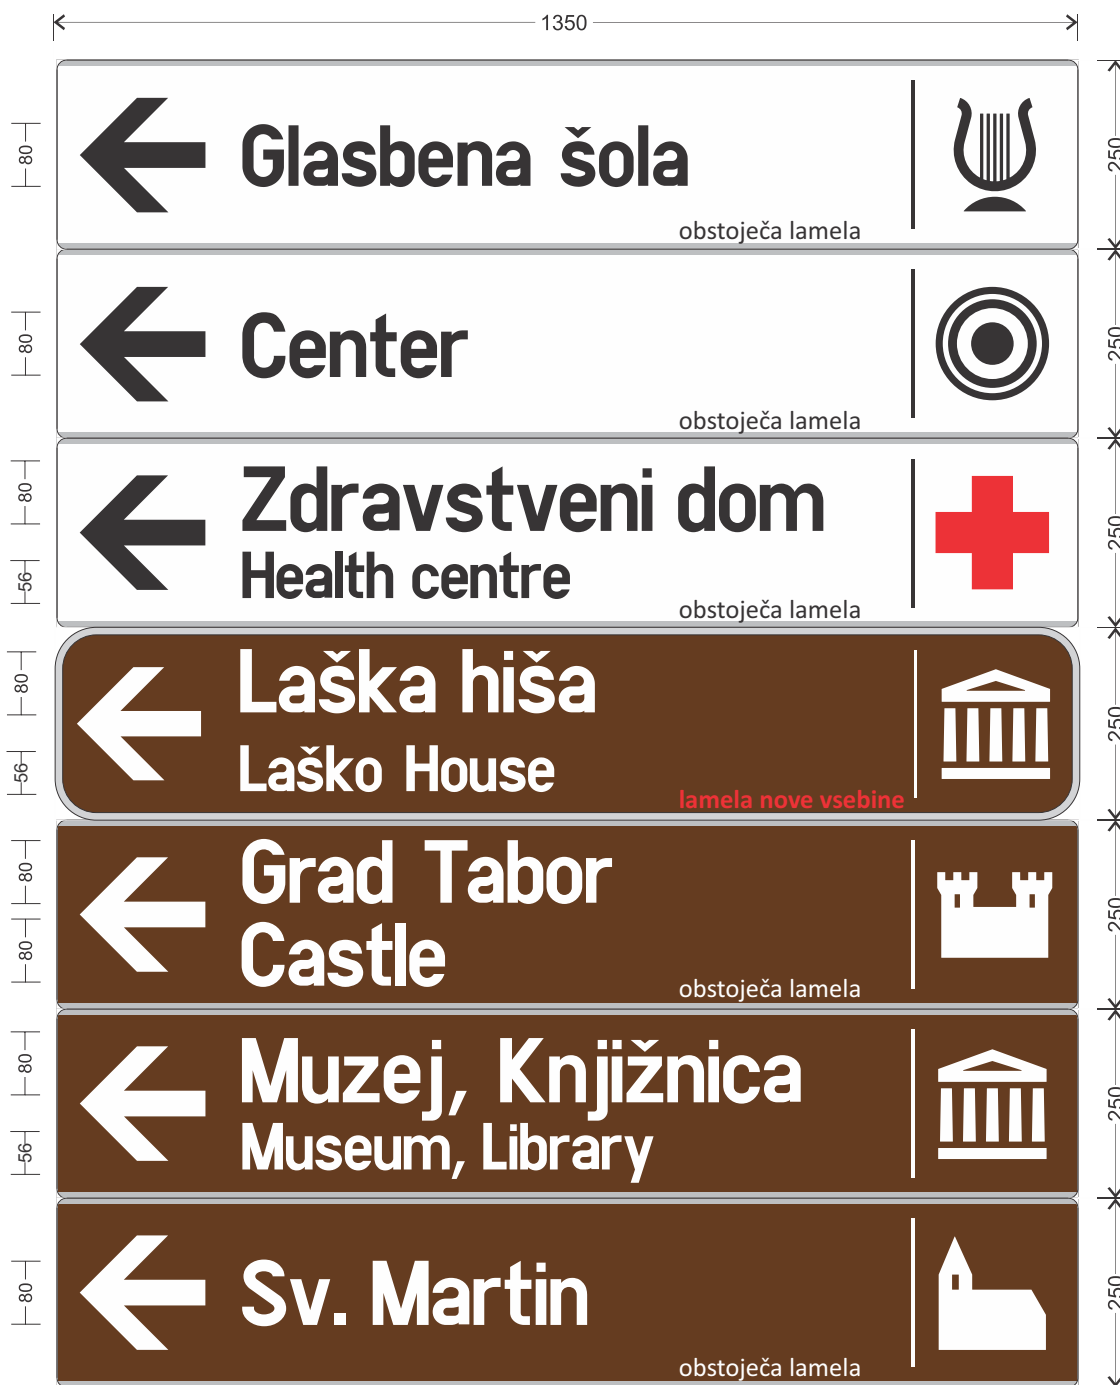 1350
80
Glasbena šola
obstoječa lamela
250
80
Center
obstoječa lamela
250
80
Zdravstveni dom
56
Health centre
obstoječa lamela
250
80
Laška hiša
56
Laško House
lamela nove vsebine
250
80
Grad Tabor
80
Castle
obstoječa lamela
250
80
Muzej, Knjižnica
56
Museum, Library
250
80
Sv. Martin
obstoječa lamela
250